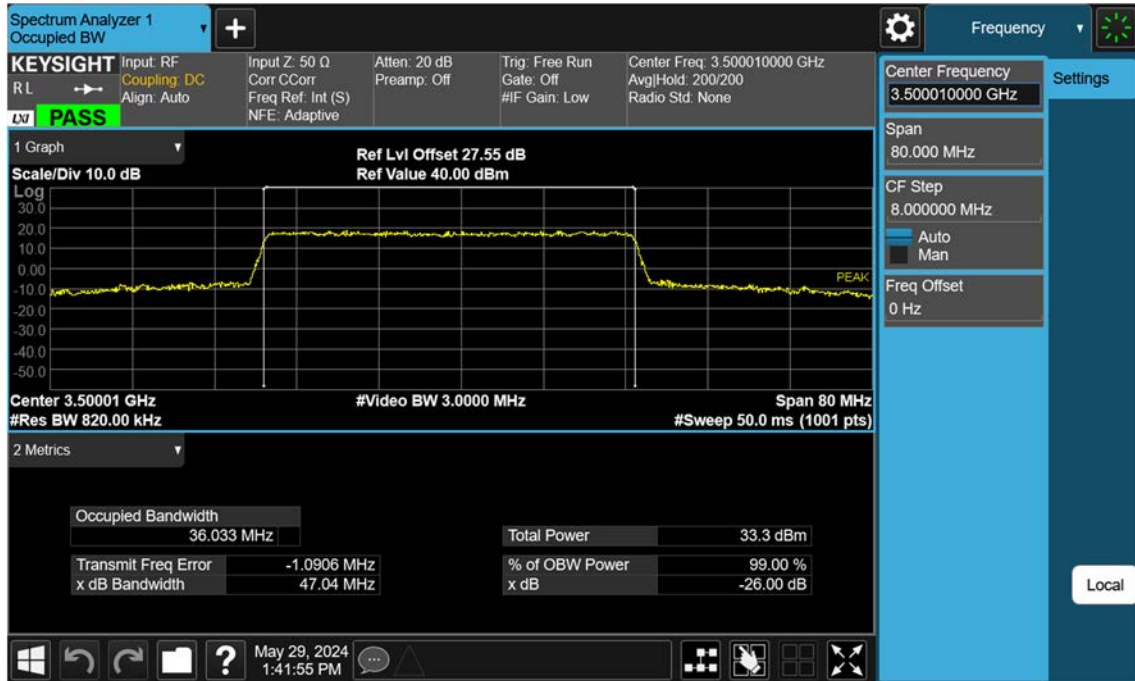 Spectrum Analyzer 1
Occupied BW
+
Frequency
KEYSIGHT
R L
LXI PASS
Input: RF
Coupling: DC
Align: Auto
Input Z: 50 Ω
Corr CCorr
Freq Ref: Int (S)
NFE: Adaptive
Atten: 20 dB
Preamp: Off
Trig: Free Run
Gate: Off
#IF Gain: Low
Center Freq: 3.500010000 GHz
Avg|Hold: 200/200
Radio Std: None
Center Frequency
3.500010000 GHz
Settings
Span
80.000 MHz
CF Step
8.000000 MHz
Auto
Man
Freq Offset
0 Hz
Local
1 Graph
Scale/Div 10.0 dB
Ref Lvl Offset 27.55 dB
Ref Value 40.00 dBm
Log
30.0
20.0
10.0
0.00
-10.0
-20.0
-30.0
-40.0
-50.0
PEAK
Center 3.50001 GHz
#Video BW 3.0000 MHz
Span 80 MHz
#Res BW 820.00 kHz
#Sweep 50.0 ms (1001 pts)
2 Metrics
Occupied Bandwidth
36.033 MHz
Total Power 33.3 dBm
Transmit Freq Error -1.0906 MHz
% of OBW Power 99.00 %
x dB Bandwidth 47.04 MHz
x dB -26.00 dB
?
May 29, 2024
1:41:55 PM